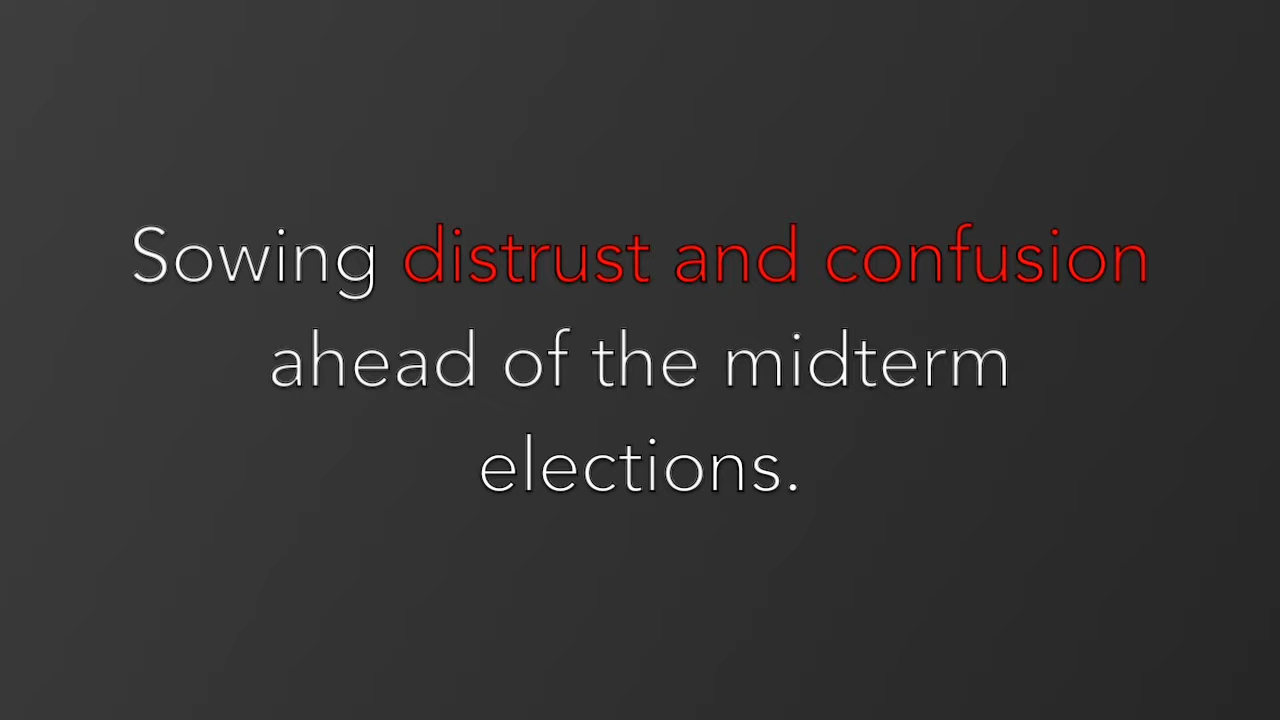 Sowing distrust and confusion
ahead of the midterm
elections.